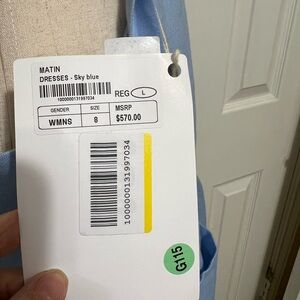 MATIN
DRESSES - Sky blue
1000000131997034
REG L
GENDER SIZE MSRP
WMNS 8 $570.00
1000000131997034
G115